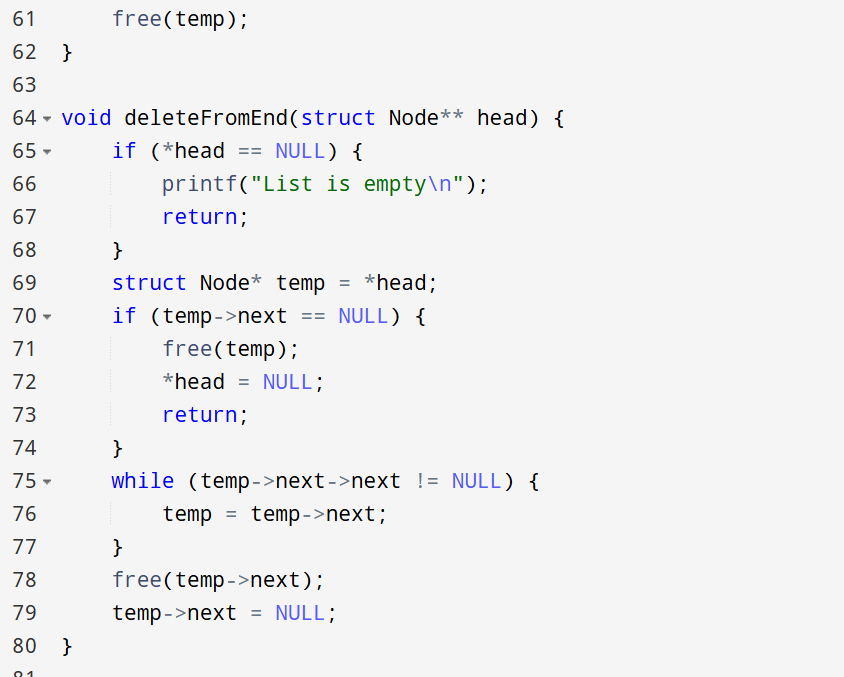 61     free(temp);
62 }
63
64 void deleteFromEnd(struct Node** head) {
65     if (*head == NULL) {
66         printf("List is empty\n");
67         return;
68     }
69     struct Node* temp = *head;
70     if (temp->next == NULL) {
71         free(temp);
72         *head = NULL;
73         return;
74     }
75     while (temp->next->next != NULL) {
76         temp = temp->next;
77     }
78     free(temp->next);
79     temp->next = NULL;
80 }
81